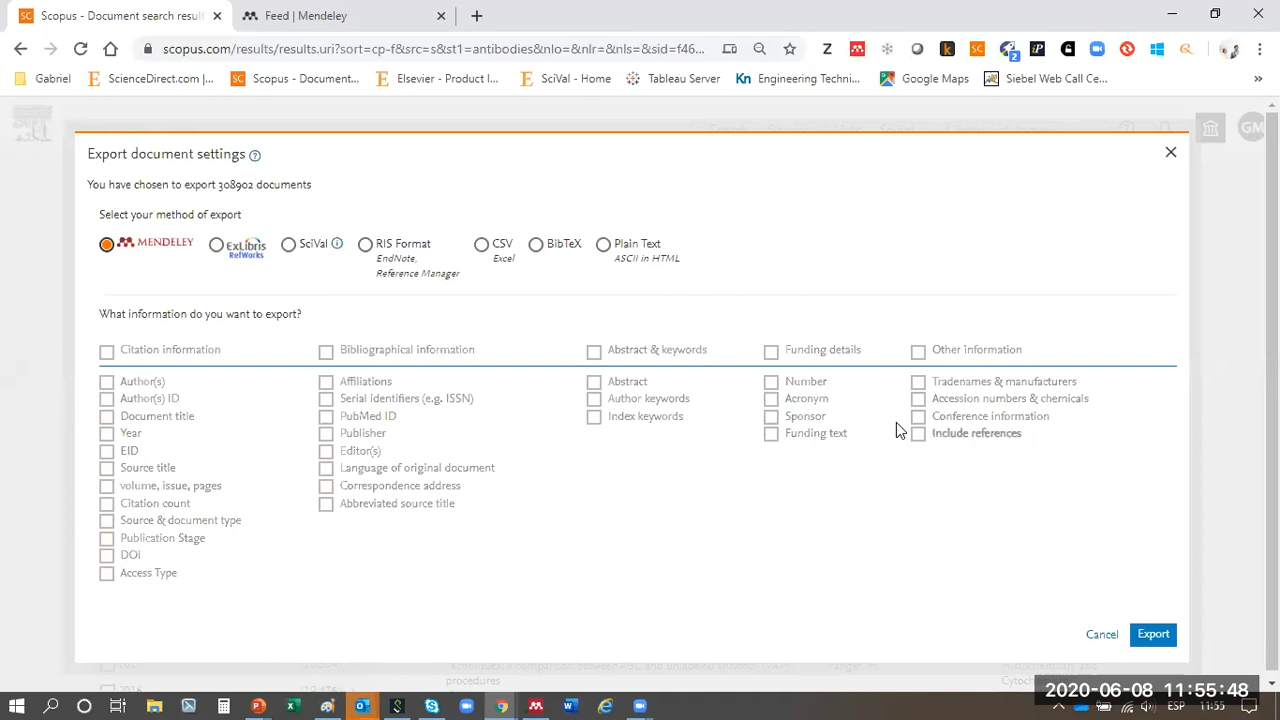 Scopus - Document search result
Feed | Mendeley
scopus.com/results/results.uri?sort=cp-f&src=s&st1=antibodies&nlo=&nlr=&nls=&sid=f46...
Gabriel
ScienceDirect.com |...
Scopus - Document...
Elsevier - Product I...
SciVal - Home
Tableau Server
Engineering Techni...
Google Maps
Siebel Web Call Ce...
GM
Export document settings
You have chosen to export 308902 documents
Select your method of export
MENDELEY
ExLibris
RefWorks
SciVal
RIS Format
EndNote,
Reference Manager
CSV
Excel
BibTeX
Plain Text
ASCII in HTML
What information do you want to export?
Citation information
Bibliographical information
Abstract & keywords
Funding details
Other information
Author(s)
Affiliations
Abstract
Number
Tradenames & manufacturers
Author(s) ID
Serial identifiers (e.g. ISSN)
Author keywords
Acronym
Accession numbers & chemicals
Document title
PubMed ID
Index keywords
Sponsor
Conference information
Year
Publisher
Funding text
Include references
EID
Editor(s)
Source title
Language of original document
volume, issue, pages
Correspondence address
Citation count
Abbreviated source title
Source & document type
Publication Stage
DOI
Access Type
Cancel
Export
procedures
2020-06-08 11:55:48
ESP
11:55